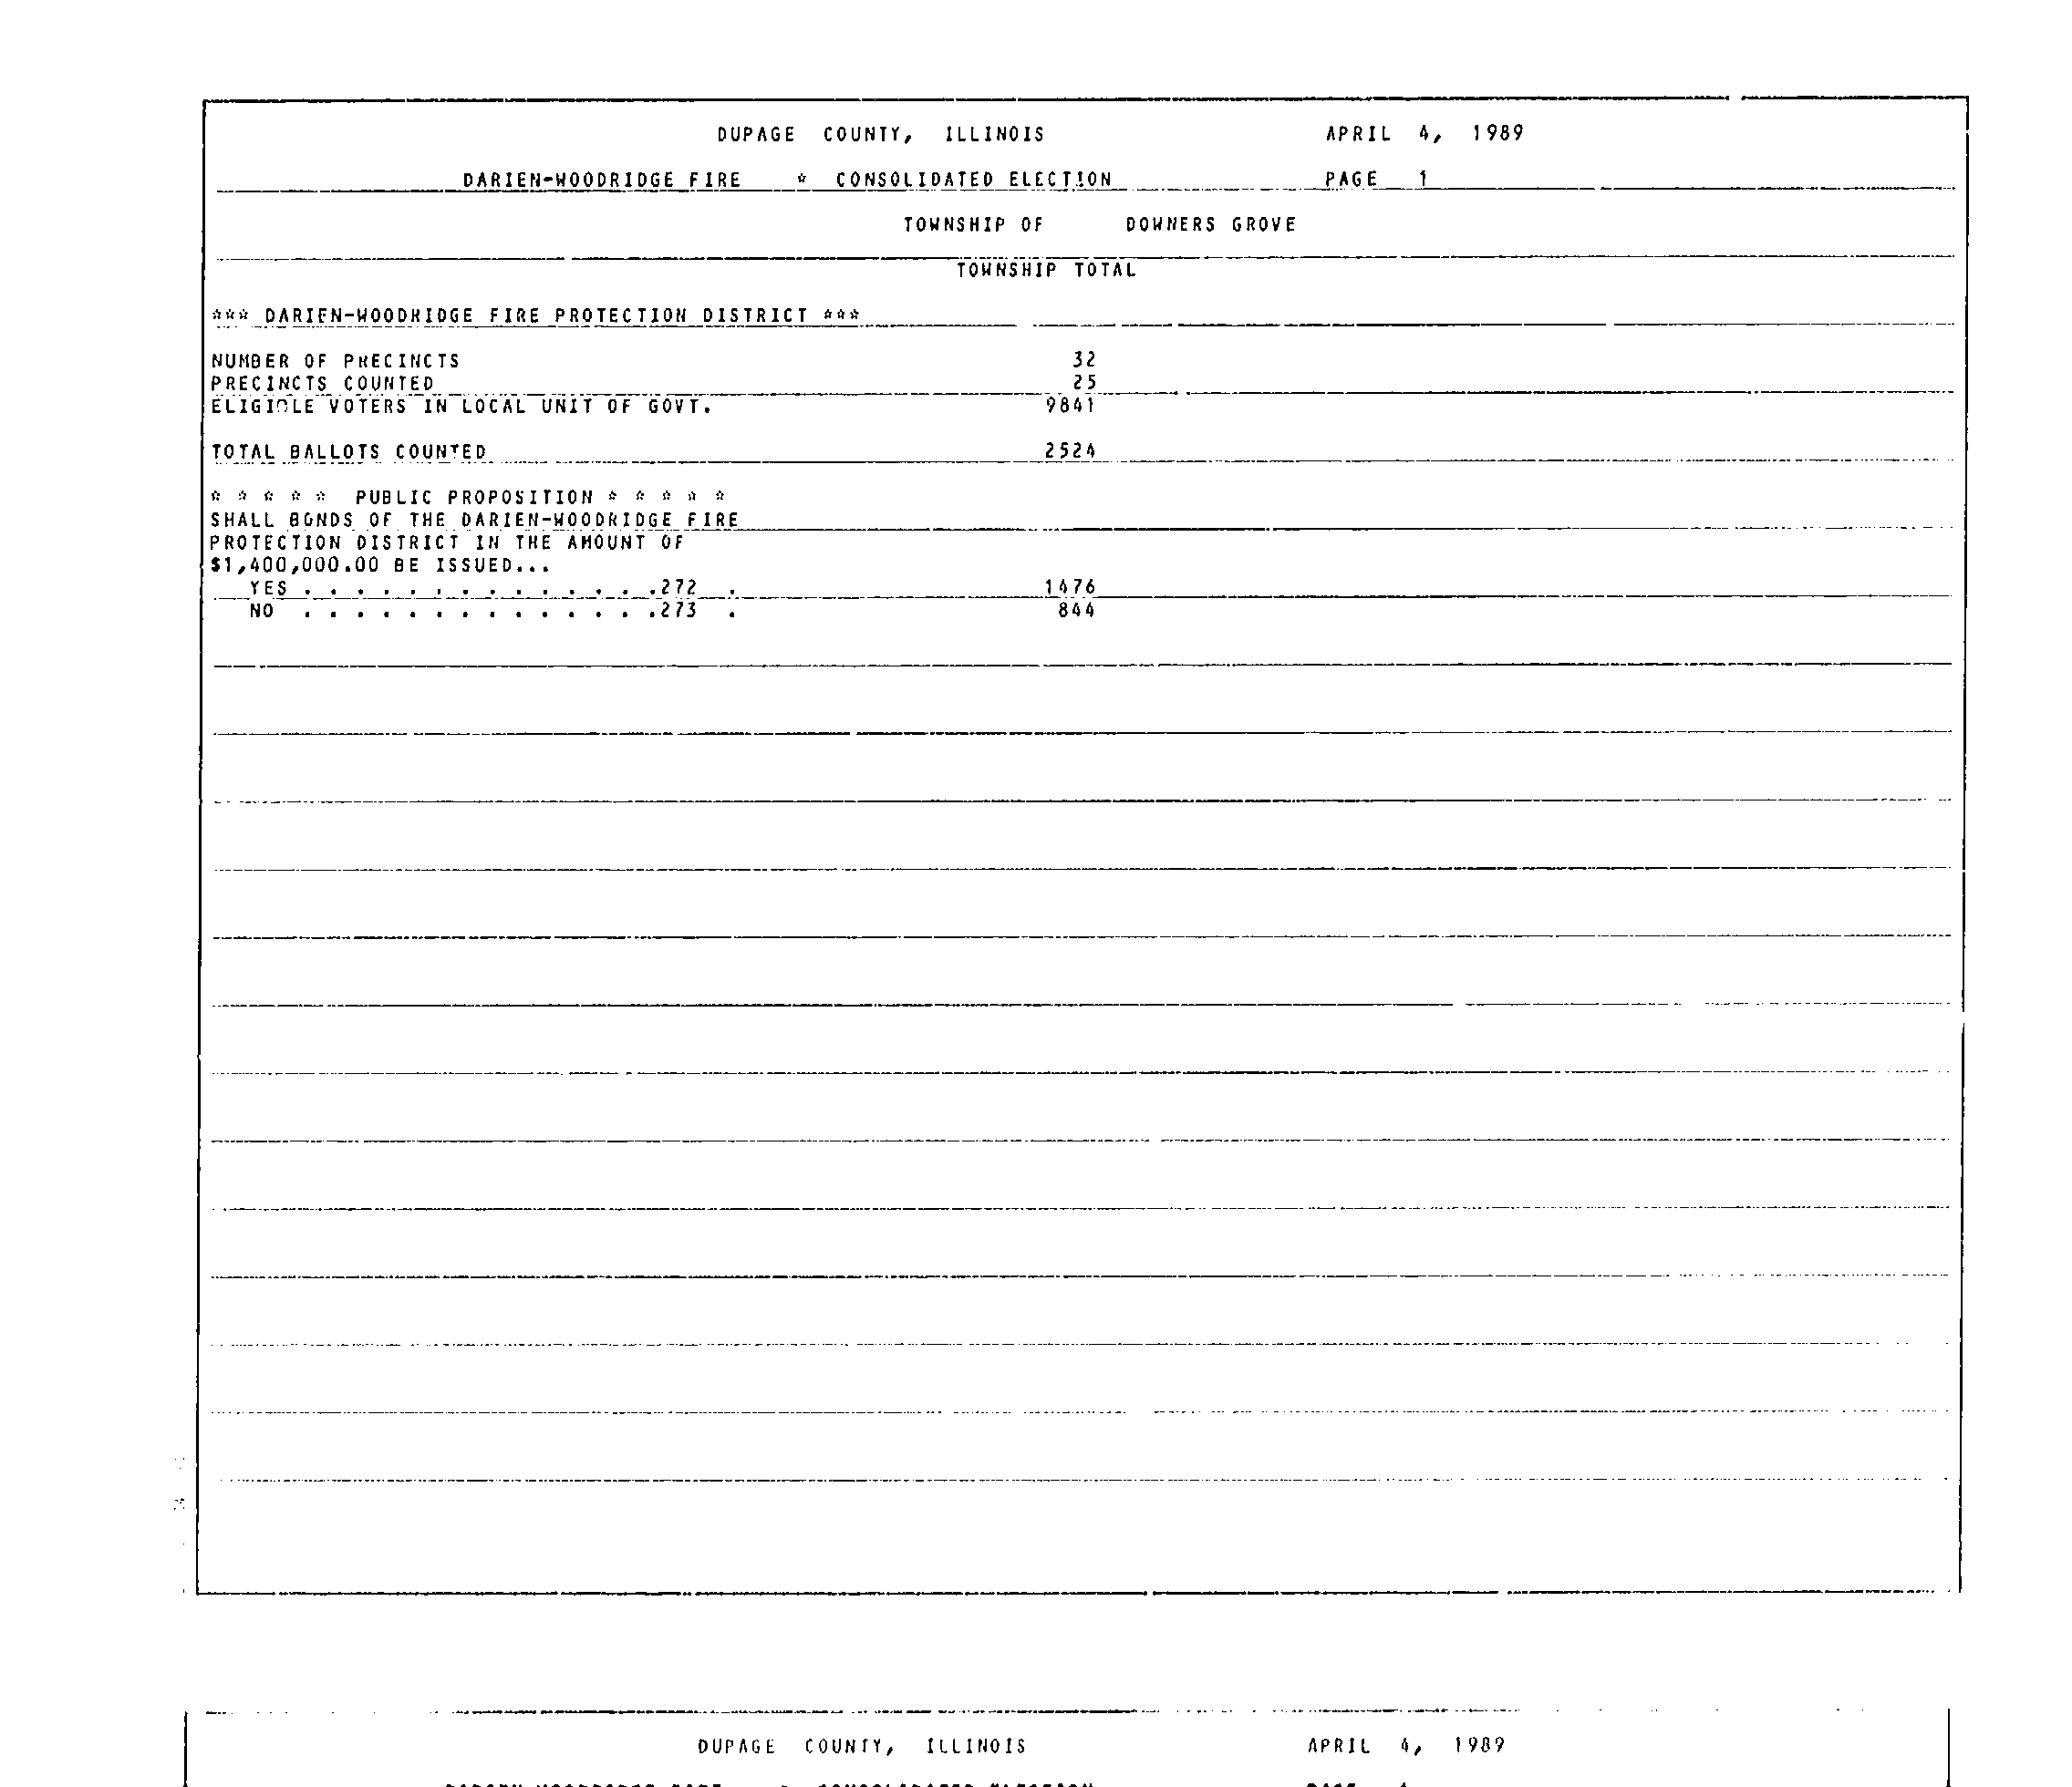 DUPAGE COUNTY, ILLINOIS APRIL 4, 1989
DARIEN-WOODRIDGE FIRE * CONSOLIDATED ELECTION PAGE 1
TOWNSHIP OF DOWNERS GROVE
TOWNSHIP TOTAL
*** DARIEN-WOODRIDGE FIRE PROTECTION DISTRICT ***
NUMBER OF PRECINCTS 32
PRECINCTS COUNTED 25
ELIGIBLE VOTERS IN LOCAL UNIT OF GOVT. 9841
TOTAL BALLOTS COUNTED 2524
* * * * * PUBLIC PROPOSITION * * * * *
SHALL BONDS OF THE DARIEN-WOODRIDGE FIRE
PROTECTION DISTRICT IN THE AMOUNT OF
$1,400,000.00 BE ISSUED...
YES . . . . . . . . . . . . . .272 . 1476
NO . . . . . . . . . . . . . .273 . 844
DUPAGE COUNTY, ILLINOIS APRIL 4, 1989